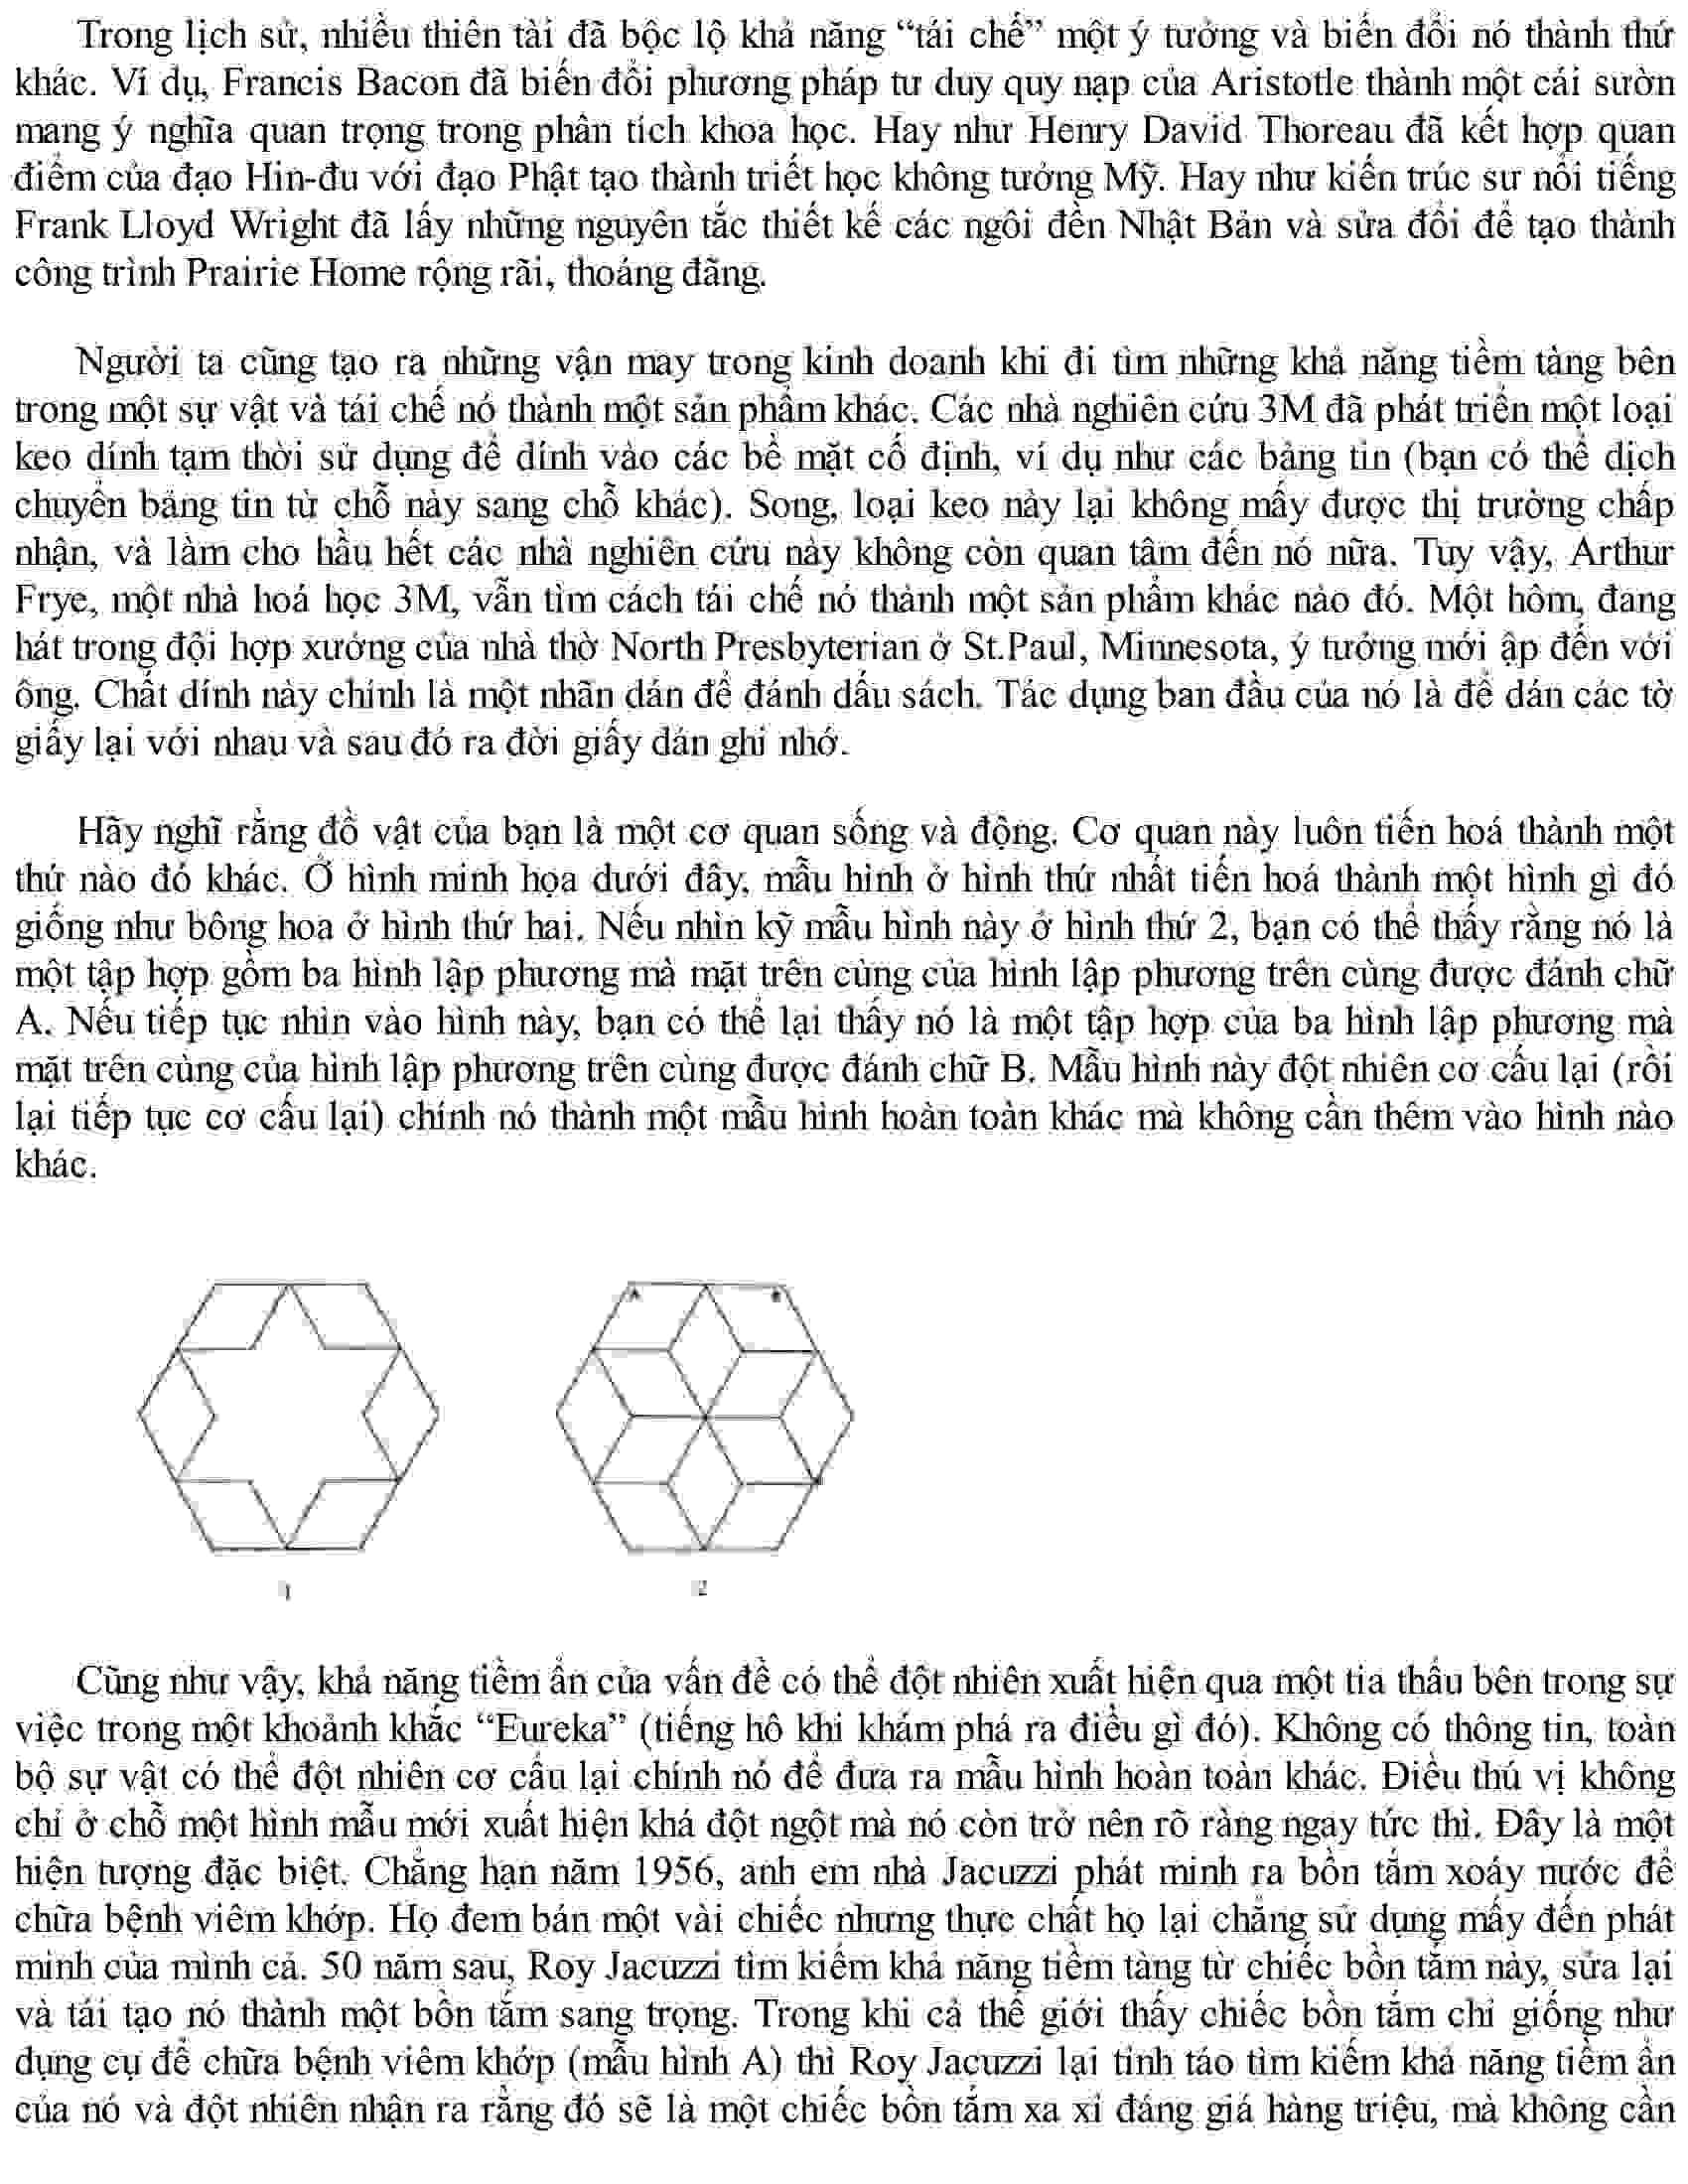 Trong lịch sử, nhiều thiên tài đã bộc lộ khả năng “tái chế” một ý tưởng và biến đổi nó thành thứ
khác. Ví dụ, Francis Bacon đã biến đổi phương pháp tư duy quy nạp của Aristotle thành một cái sườn
mang ý nghĩa quan trọng trong phân tích khoa học. Hay như Henry David Thoreau đã kết hợp quan
điểm của đạo Hin-đu với đạo Phật tạo thành triết học không tưởng Mỹ. Hay như kiến trúc sư nổi tiếng
Frank Lloyd Wright đã lấy những nguyên tắc thiết kế các ngôi đền Nhật Bản và sửa đổi để tạo thành
công trình Prairie Home rộng rãi, thoáng đãng.
Người ta cũng tạo ra những vận may trong kinh doanh khi đi tìm những khả năng tiềm tàng bên
trong một sự vật và tái chế nó thành một sản phẩm khác. Các nhà nghiên cứu 3M đã phát triển một loại
keo dính tạm thời sử dụng để dính vào các bề mặt cố định, ví dụ như các bảng tin (bạn có thể dịch
chuyển bảng tin từ chỗ này sang chỗ khác). Song, loại keo này lại không mấy được thị trường chấp
nhận, và làm cho hầu hết các nhà nghiên cứu này không còn quan tâm đến nó nữa. Tuy vậy, Arthur
Frye, một nhà hoá học 3M, vẫn tìm cách tái chế nó thành một sản phẩm khác nào đó. Một hôm, đang
hát trong đội hợp xướng của nhà thờ North Presbyterian ở St.Paul, Minnesota, ý tưởng mới ập đến với
ông. Chất dính này chính là một nhãn dán để đánh dấu sách. Tác dụng ban đầu của nó là để dán các tờ
giấy lại với nhau và sau đó ra đời giấy dán ghi nhớ.
Hãy nghĩ rằng đồ vật của bạn là một cơ quan sống và động. Cơ quan này luôn tiến hoá thành một
thứ nào đó khác. Ở hình minh họa dưới đây, mẫu hình ở hình thứ nhất tiến hoá thành một hình gì đó
giống như bông hoa ở hình thứ hai. Nếu nhìn kỹ mẫu hình này ở hình thứ 2, bạn có thể thấy rằng nó là
một tập hợp gồm ba hình lập phương mà mặt trên cùng của hình lập phương trên cùng được đánh chữ
A. Nếu tiếp tục nhìn vào hình này, bạn có thể lại thấy nó là một tập hợp của ba hình lập phương mà
mặt trên cùng của hình lập phương trên cùng được đánh chữ B. Mẫu hình này đột nhiên cơ cấu lại (rồi
lại tiếp tục cơ cấu lại) chính nó thành một mẫu hình hoàn toàn khác mà không cần thêm vào hình nào
khác.
A
1 2
Cũng như vậy, khả năng tiềm ẩn của vấn đề có thể đột nhiên xuất hiện qua một tia thấu bên trong sự
việc trong một khoảnh khắc “Eureka” (tiếng hô khi khám phá ra điều gì đó). Không có thông tin, toàn
bộ sự vật có thể đột nhiên cơ cấu lại chính nó để đưa ra mẫu hình hoàn toàn khác. Điều thú vị không
chỉ ở chỗ một hình mẫu mới xuất hiện khá đột ngột mà nó còn trở nên rõ ràng ngay tức thì. Đây là một
hiện tượng đặc biệt. Chẳng hạn năm 1956, anh em nhà Jacuzzi phát minh ra bồn tắm xoáy nước để
chữa bệnh viêm khớp. Họ đem bán một vài chiếc nhưng thực chất họ lại chẳng sử dụng mấy đến phát
minh của mình cả. 50 năm sau, Roy Jacuzzi tìm kiếm khả năng tiềm tàng từ chiếc bồn tắm này, sửa lại
và tái tạo nó thành một bồn tắm sang trọng. Trong khi cả thế giới thấy chiếc bồn tắm chỉ giống như
dụng cụ để chữa bệnh viêm khớp (mẫu hình A) thì Roy Jacuzzi lại tỉnh táo tìm kiếm khả năng tiềm ẩn
của nó và đột nhiên nhận ra rằng đó sẽ là một chiếc bồn tắm xa xỉ đáng giá hàng triệu, mà không cần